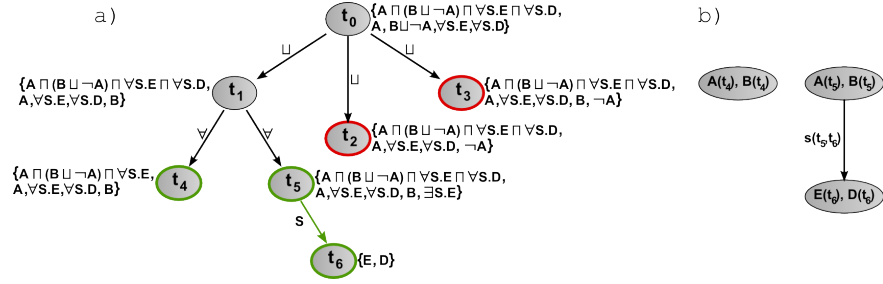 a)
b)
t0
{A ⊓ (B ⊔ ¬A) ⊓ ∀S.E ⊓ ∀S.D,
A, B⊔¬A,∀S.E,∀S.D}
⊔
⊔
⊔
{A ⊓ (B ⊔ ¬A) ⊓ ∀S.E ⊓ ∀S.D,
A,∀S.E,∀S.D, B}
t1
t3
{A ⊓ (B ⊔ ¬A) ⊓ ∀S.E ⊓ ∀S.D,
A,∀S.E,∀S.D, B, ¬A}
t2
{A ⊓ (B ⊔ ¬A) ⊓ ∀S.E ⊓ ∀S.D,
A,∀S.E,∀S.D, ¬A}
∀
∀
{A ⊓ (B ⊔ ¬A) ⊓ ∀S.E,
A,∀S.E,∀S.D, B}
t4
t5
{A ⊓ (B ⊔ ¬A) ⊓ ∀S.E ⊓ ∀S.D,
A,∀S.E,∀S.D, B, ∃S.E}
S
t6
{E, D}
A(t4), B(t4)
A(t5), B(t5)
s(t5,t6)
E(t6), D(t6)